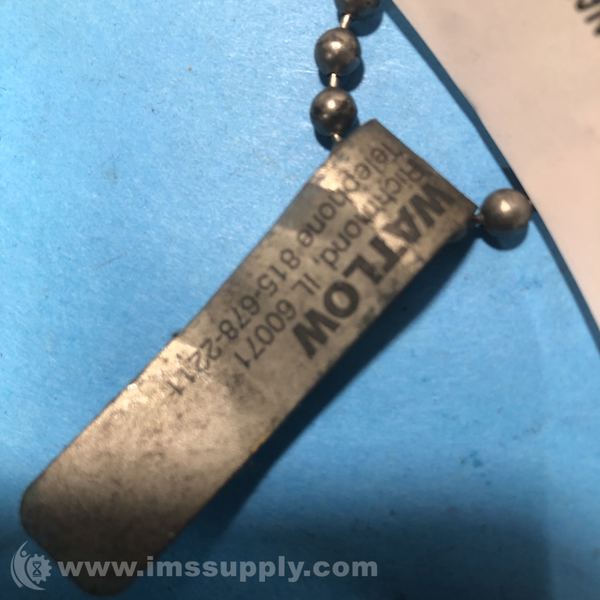 WATLOW
Richmond, IL 60071
Telephone 815-678-2211
www.imssupply.com